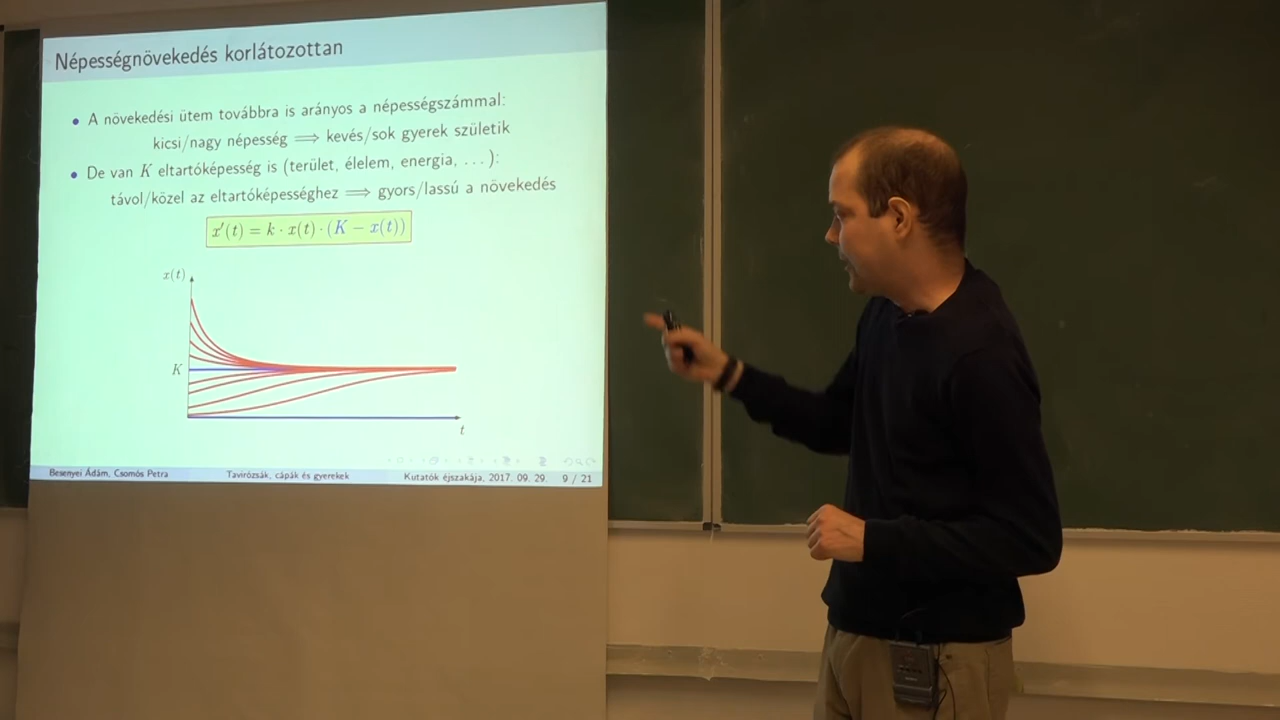 Népességnövekedés korlátozottan
• A növekedési ütem továbbra is arányos a népességszámmal:
kicsi/nagy népesség ⟹ kevés/sok gyerek születik
• De van K eltartóképesség is (terület, élelem, energia, ...):
távol/közel az eltartóképességhez ⟹ gyors/lassú a növekedés
x′(t) = k · x(t) · (K − x(t))
x(t)
K
t
Besenyei Ádám, Csomós Petra Tavirózsák, cápák és gyerekek Kutatók éjszakája, 2017. 09. 29. 9 / 21